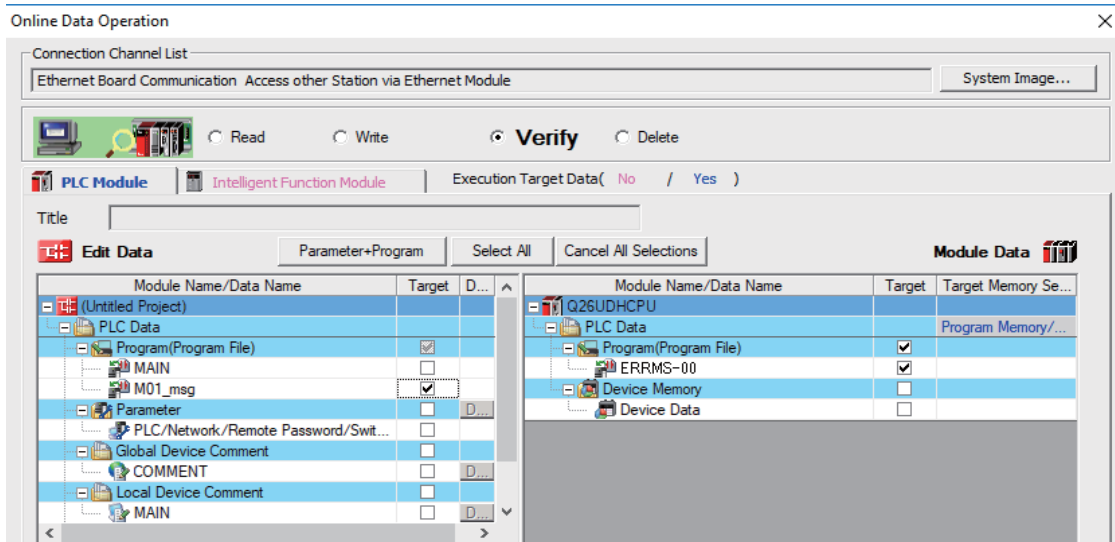 Online Data Operation
Connection Channel List
Ethernet Board Communication Access other Station via Ethernet Module
System Image...
Read Write Verify Delete
PLC Module Intelligent Function Module Execution Target Data( No / Yes )
Title
Edit Data Parameter+Program Select All Cancel All Selections Module Data
Module Name/Data Name Target D... Module Name/Data Name Target Target Memory Se...
(Untitled Project) Q26UDHCPU
PLC Data PLC Data Program Memory/...
Program(Program File) Program(Program File)
MAIN ERRMS-00
M01_msg Device Memory
Parameter D... Device Data
PLC/Network/Remote Password/Swit...
Global Device Comment
COMMENT D...
Local Device Comment
MAIN D...